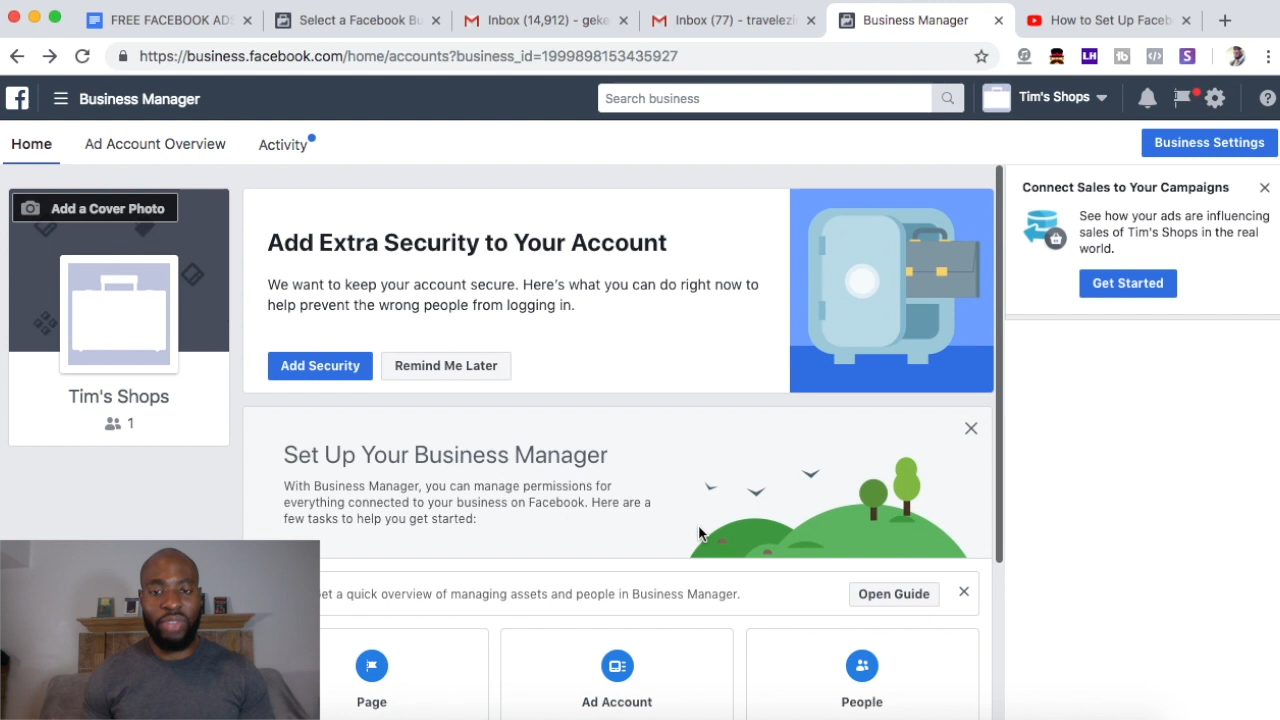 FREE FACEBOOK ADS
Select a Facebook Bu
Inbox (14,912) - geke
Inbox (77) - travelezi
Business Manager
How to Set Up Faceb
https://business.facebook.com/home/accounts?business_id=1999898153435927
LH
tb
S
Business Manager
Search business
Tim's Shops
Home
Ad Account Overview
Activity
Business Settings
Add a Cover Photo
Tim's Shops
1
Add Extra Security to Your Account
We want to keep your account secure. Here's what you can do right now to
help prevent the wrong people from logging in.
Add Security
Remind Me Later
Connect Sales to Your Campaigns
See how your ads are influencing
sales of Tim's Shops in the real
world.
Get Started
Set Up Your Business Manager
With Business Manager, you can manage permissions for
everything connected to your business on Facebook. Here are a
few tasks to help you get started:
a quick overview of managing assets and people in Business Manager.
Open Guide
Page
Ad Account
People